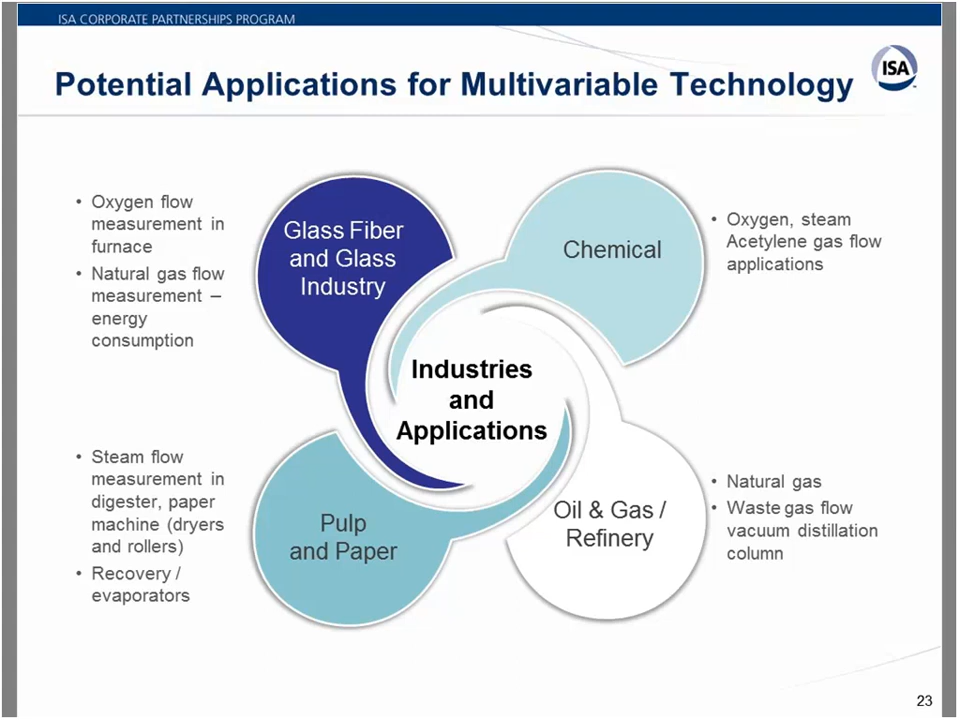 ISA CORPORATE PARTNERSHIPS PROGRAM
Potential Applications for Multivariable Technology
ISA
• Oxygen flow
measurement in
furnace
• Natural gas flow
measurement –
energy
consumption
Glass Fiber
and Glass
Industry
Chemical
• Oxygen, steam
Acetylene gas flow
applications
Industries
and
Applications
• Steam flow
measurement in
digester, paper
machine (dryers
and rollers)
• Recovery /
evaporators
Pulp
and Paper
Oil & Gas /
Refinery
• Natural gas
• Waste gas flow
vacuum distillation
column
23